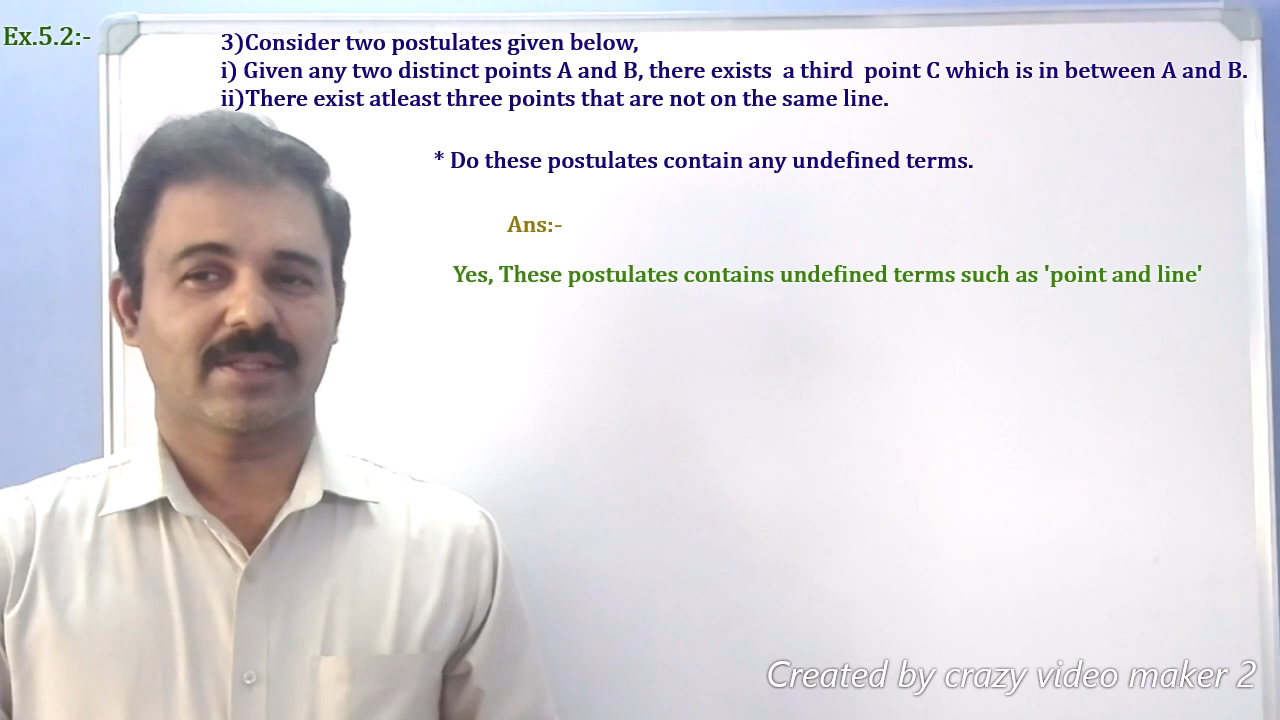 Ex.5.2:-
3)Consider two postulates given below,
i) Given any two distinct points A and B, there exists a third point C which is in between A and B.
ii)There exist atleast three points that are not on the same line.
* Do these postulates contain any undefined terms.
Ans:-
Yes, These postulates contains undefined terms such as 'point and line'
Created by crazy video maker 2